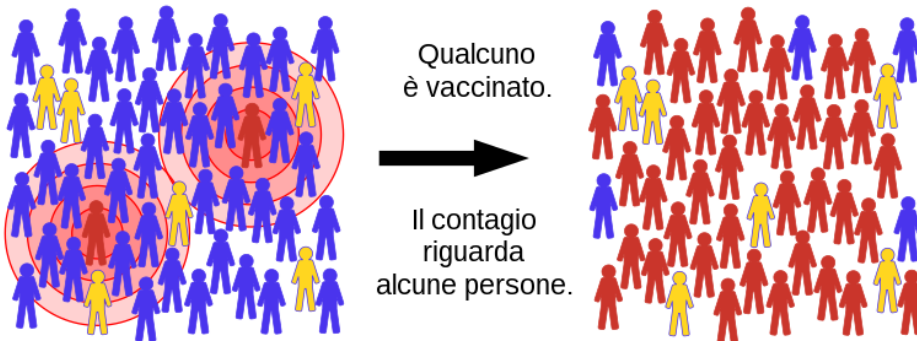 Qualcuno
è vaccinato.
Il contagio
riguarda
alcune persone.